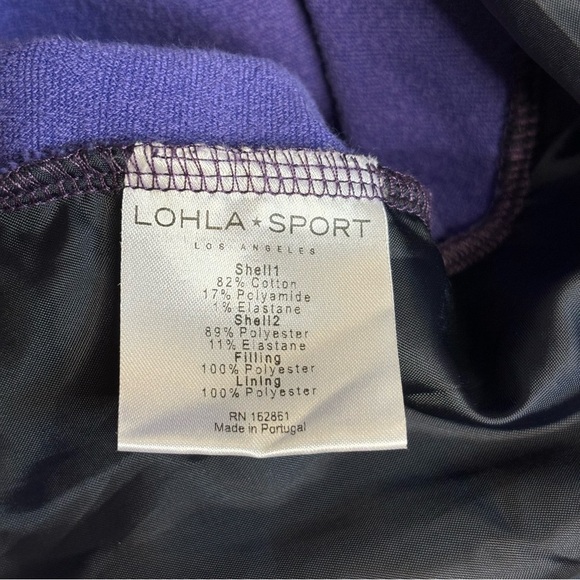 LOHLA★SPORT
LOS ANGELES
Shell1
82% Cotton
17% Polyamide
1% Elastane
Shell2
89% Polyester
11% Elastane
Filling
100% Polyester
Lining
100% Polyester
RN 162861
Made in Portugal